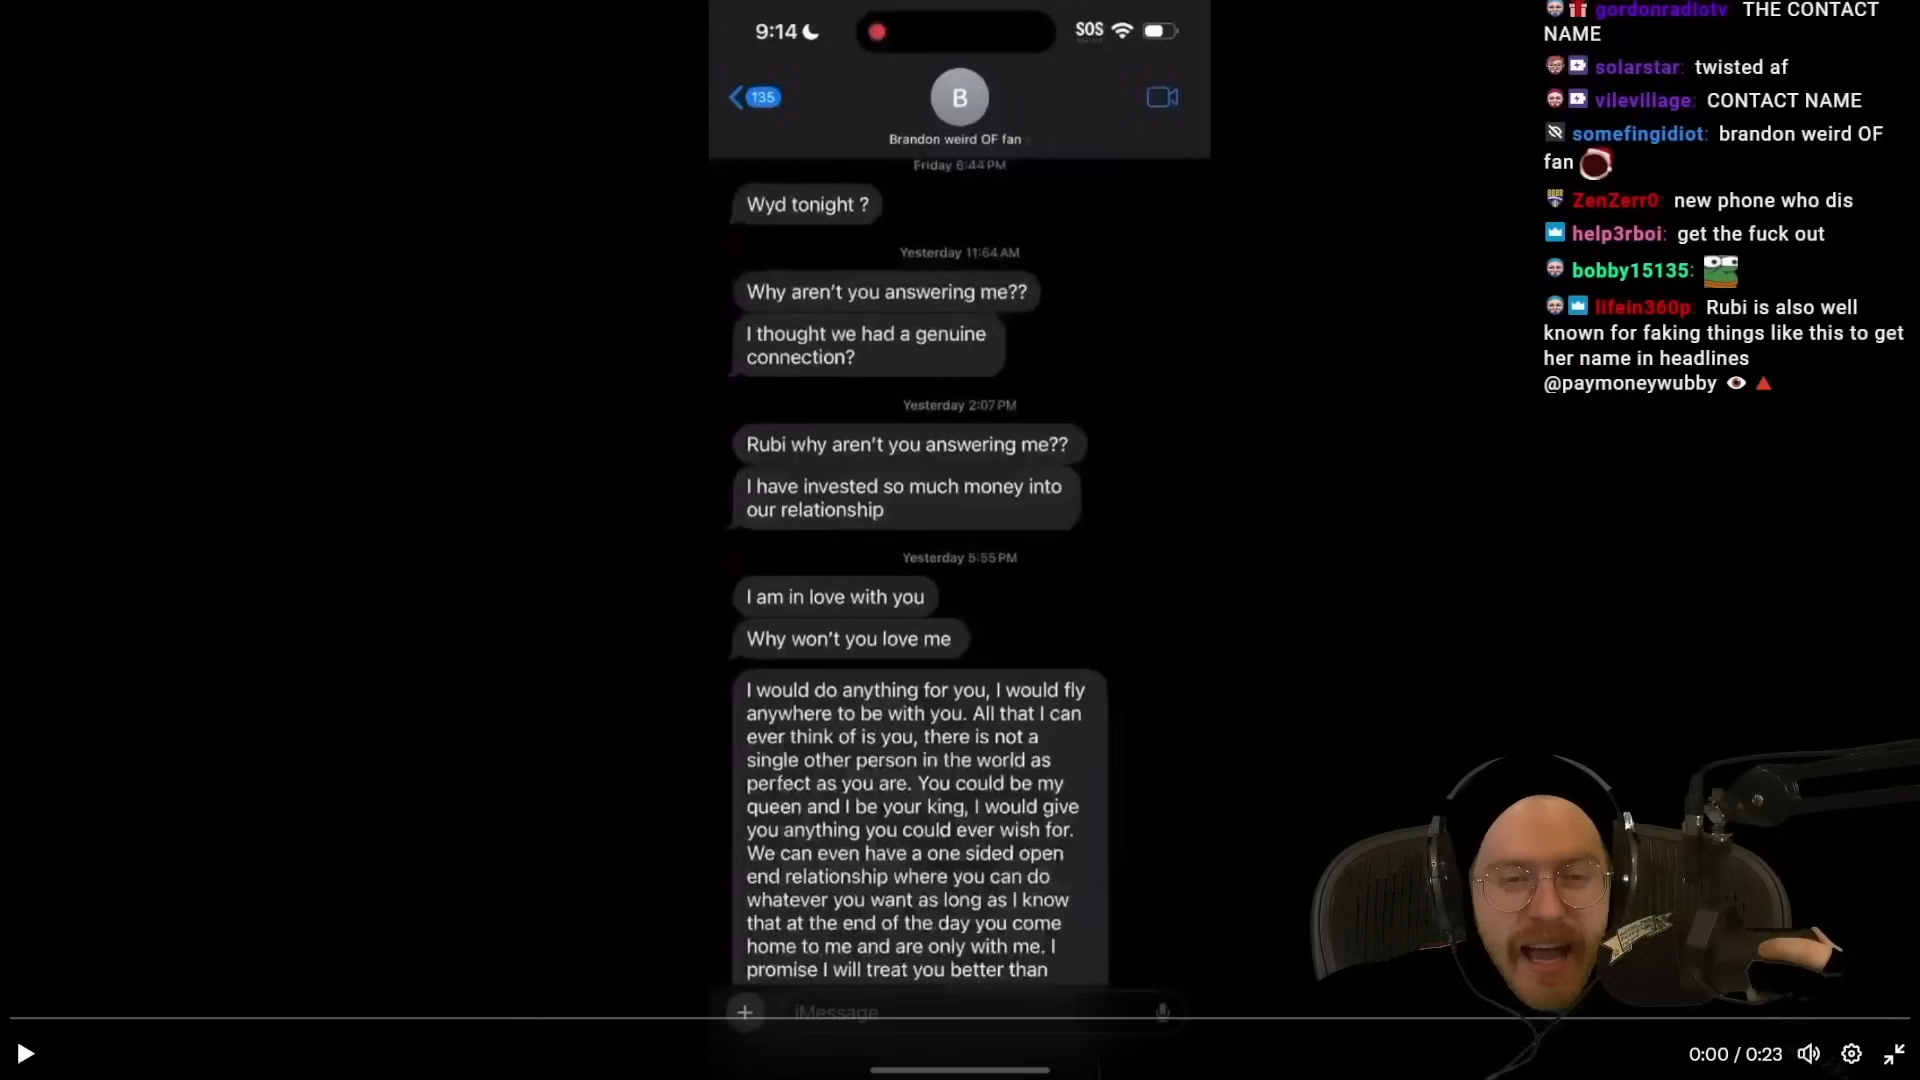 9:14
SOS
135
B
Brandon weird OF fan
Friday 6:44 PM
Wyd tonight ?
Yesterday 11:54 AM
Why aren't you answering me??
I thought we had a genuine
connection?
Yesterday 2:07 PM
Rubi why aren't you answering me??
I have invested so much money into
our relationship
Yesterday 5:55 PM
I am in love with you
Why won't you love me
I would do anything for you, I would fly
anywhere to be with you. All that I can
ever think of is you, there is not a
single other person in the world as
perfect as you are. You could be my
queen and I be your king, I would give
you anything you could ever wish for.
We can even have a one sided open
end relationship where you can do
whatever you want as long as I know
that at the end of the day you come
home to me and are only with me. I
promise I will treat you better than
iMessage
gordonradiotv THE CONTACT
NAME
solarstar: twisted af
vilevillage: CONTACT NAME
somefingidiot: brandon weird OF
fan
ZenZerr0: new phone who dis
help3rboi: get the fuck out
bobby15135:
lifein360p: Rubi is also well
known for faking things like this to get
her name in headlines
@paymoneywubby
0:00 / 0:23